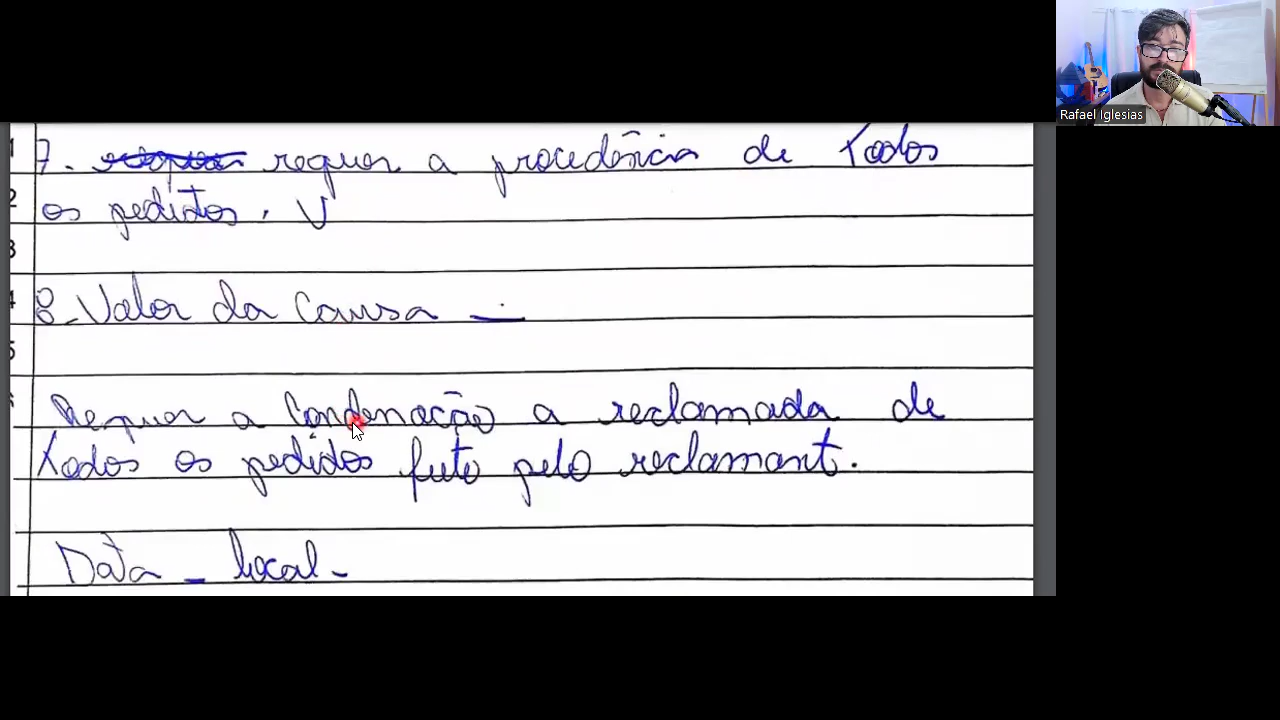 Rafael Iglesias
7. requer a procedência de todos
os pedidos. V
8-Valor da Causa —
Requer a Condenação a reclamada de
todos os pedidos feito pelo reclamant.
Data - local-